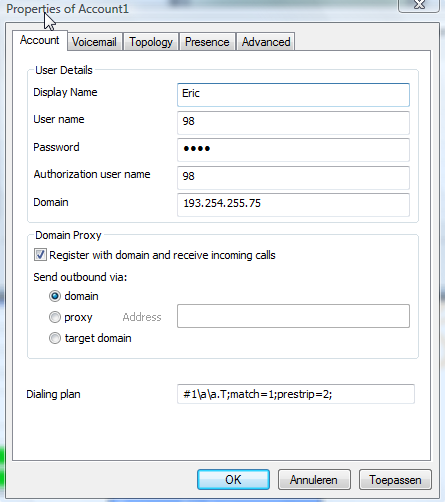 Properties of Account1
Account Voicemail Topology Presence Advanced
User Details
Display Name Eric
User name 98
Password ●●●●
Authorization user name 98
Domain 193.254.255.75
Domain Proxy
Register with domain and receive incoming calls
Send outbound via:
domain
proxy Address
target domain
Dialing plan #1\a\a.T;match=1;prestrip=2;
OK Annuleren Toepassen